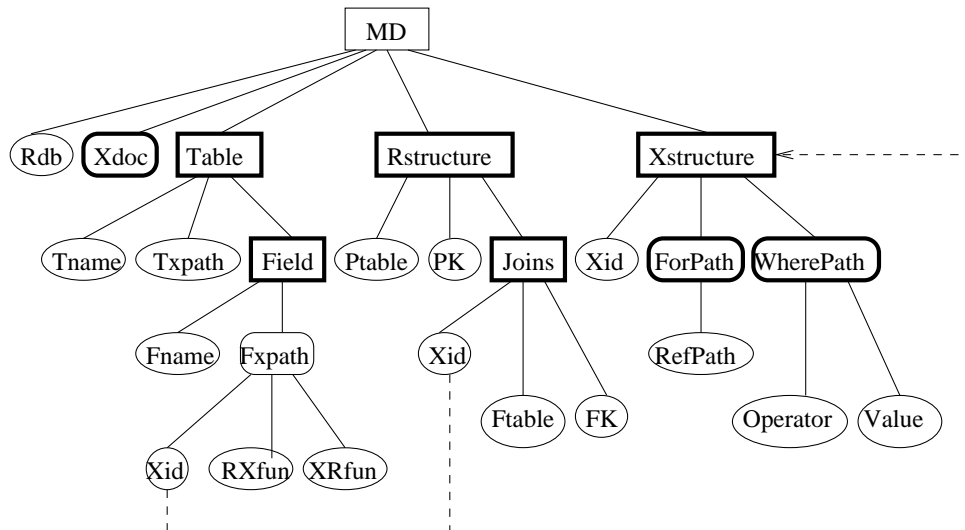 MD
Rdb Xdoc Table Rstructure Xstructure
Tname Txpath Field Ptable PK Joins Xid ForPath WherePath
Fname Fxpath Xid RefPath
Ftable FK Operator Value
Xid RXfun XRfun